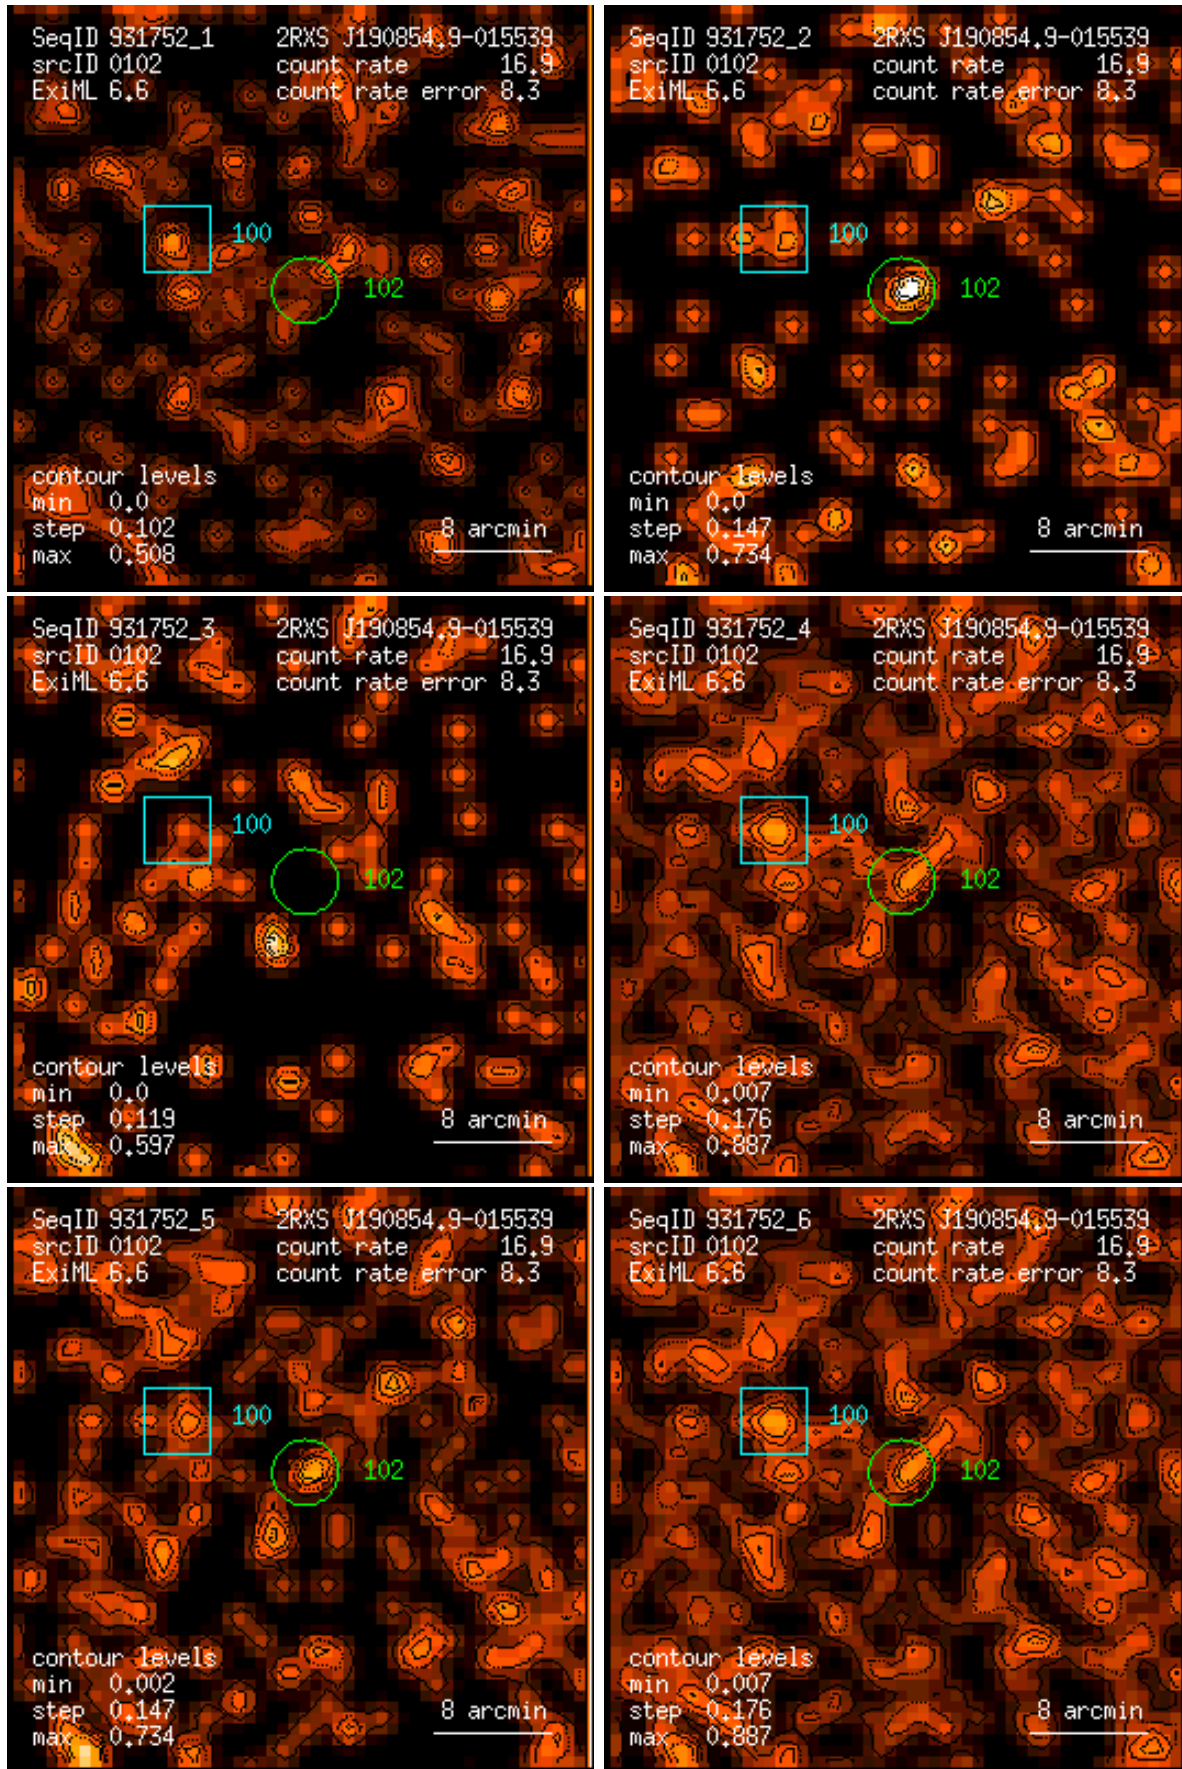 SeqID 931752_1 2RXS J190854.9-015539
srcID 0102 count rate 16.9
ExiML 6.6 count rate error 8.3
100
102
contour levels
min 0.0
step 0.102
max 0.508
8 arcmin
SeqID 931752_2 2RXS J190854.9-015539
srcID 0102 count rate 16.9
ExiML 6.6 count rate error 8.3
100
102
contour levels
min 0.0
step 0.147
max 0.734
8 arcmin
SeqID 931752_3 2RXS J190854.9-015539
srcID 0102 count rate 16.9
ExiML 6.6 count rate error 8.3
100
102
contour levels
min 0.0
step 0.119
max 0.597
8 arcmin
SeqID 931752_4 2RXS J190854.9-015539
srcID 0102 count rate 16.9
ExiML 6.6 count rate error 8.3
100
102
contour levels
min 0.007
step 0.176
max 0.887
8 arcmin
SeqID 931752_5 2RXS J190854.9-015539
srcID 0102 count rate 16.9
ExiML 6.6 count rate error 8.3
100
102
contour levels
min 0.002
step 0.147
max 0.734
8 arcmin
SeqID 931752_6 2RXS J190854.9-015539
srcID 0102 count rate 16.9
ExiML 6.6 count rate error 8.3
100
102
contour levels
min 0.007
step 0.176
max 0.887
8 arcmin